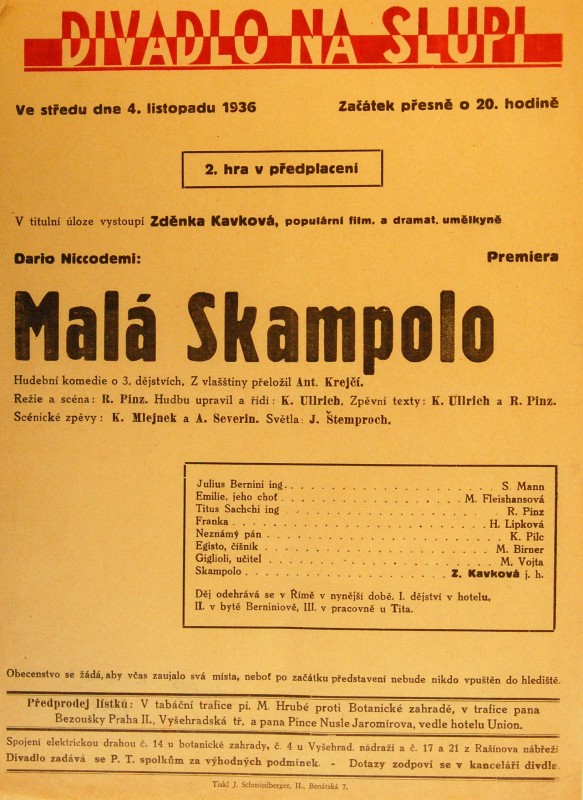 DIVADLO NA SLUPI
Ve středu dne 4. listopadu 1936 Začátek přesně o 20. hodině
2. hra v předplacení
V titulní úloze vystoupí Zděnka Kavková, populární film. a dramat. umělkyně
Dario Niccodemi: Premiera
Malá Skampolo
Hudební komedie o 3. dějstvích. Z vlašštiny přeložil Ant. Krejčí.
Režie a scéna: R. Pinz. Hudbu upravil a řídí: K. Ullrich. Zpěvní texty: K. Ullrich a R. Pinz.
Scénické zpěvy: K. Mlejnek a A. Severin. Světla: J. Štemproch.
Julius Bernini ing. . . . . . . . . . . . . . . . . S. Mann
Emilie, jeho choť . . . . . . . . . . . . . . . . M. Fleishansová
Titus Sachchi ing . . . . . . . . . . . . . . . . R. Pinz
Franka . . . . . . . . . . . . . . . . . . . . H. Lipková
Neznámý pán . . . . . . . . . . . . . . . . . K. Pilc
Egisto, číšník . . . . . . . . . . . . . . . . . M. Birner
Giglioli, učitel . . . . . . . . . . . . . . . . . M. Vojta
Skampolo . . . . . . . . . . . . . . . . . Z. Kavková j. h.
Děj odehrává se v Římě v nynější době. I. dějství v hotelu,
II. v bytě Berniniově, III. v pracovně u Tita.
Obecenstvo se žádá, aby včas zaujalo svá místa, neboť po začátku představení nebude nikdo vpuštěn do hlediště.
Předprodej lístků: V tabáční trafice pí. M. Hrubé proti Botanické zahradě, v trafice pana
Bezoušky Praha II., Vyšehradská tř. a pana Pince Nusle Jaromírova, vedle hotelu Union.
Spojení elektrickou drahou č. 14 u botanické zahrady, č. 4 u Vyšehrad. nádraží a č. 17 a 21 z Rašínova nábřeží
Divadlo zadává se P. T. spolkům za výhodných podmínek. - Dotazy zodpoví se v kanceláři divdla.
Tiskl J. Schmiedberger, II., Benátská 7.